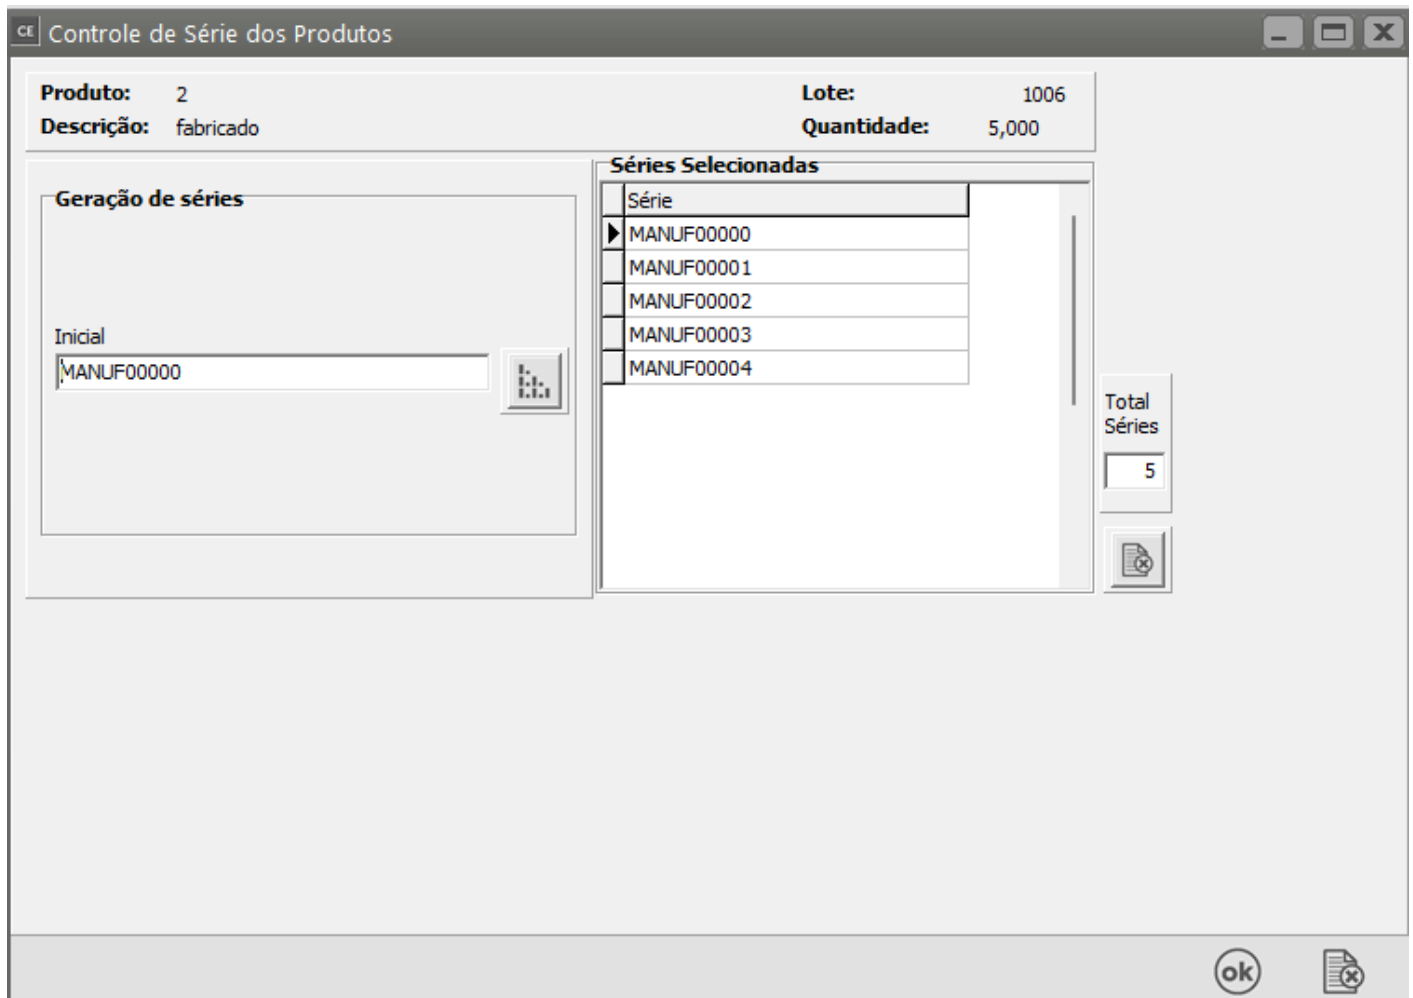 CE Controle de Série dos Produtos
Produto: 2 Lote: 1006
Descrição: fabricado Quantidade: 5,000
Geração de séries
Inicial
MANUF00000
Séries Selecionadas
Série
MANUF00000
MANUF00001
MANUF00002
MANUF00003
MANUF00004
Total
Séries
5
ok